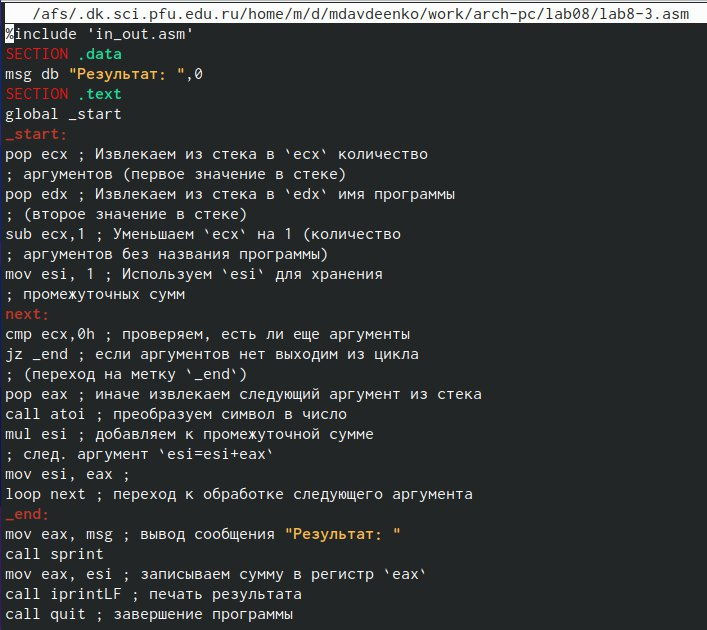 /afs/.dk.sci.pfu.edu.ru/home/m/d/mdavdeenko/work/arch-pc/lab08/lab8-3.asm
%include 'in_out.asm'
SECTION .data
msg db "Результат: ",0
SECTION .text
global _start
_start:
pop ecx ; Извлекаем из стека в `ecx` количество
; аргументов (первое значение в стеке)
pop edx ; Извлекаем из стека в `edx` имя программы
; (второе значение в стеке)
sub ecx,1 ; Уменьшаем `ecx` на 1 (количество
; аргументов без названия программы)
mov esi, 1 ; Используем `esi` для хранения
; промежуточных сумм
next:
cmp ecx,0h ; проверяем, есть ли еще аргументы
jz _end ; если аргументов нет выходим из цикла
; (переход на метку `_end`)
pop eax ; иначе извлекаем следующий аргумент из стека
call atoi ; преобразуем символ в число
mul esi ; добавляем к промежуточной сумме
; след. аргумент `esi=esi+eax`
mov esi, eax ;
loop next ; переход к обработке следующего аргумента
_end:
mov eax, msg ; вывод сообщения "Результат: "
call sprint
mov eax, esi ; записываем сумму в регистр `eax`
call iprintLF ; печать результата
call quit ; завершение программы